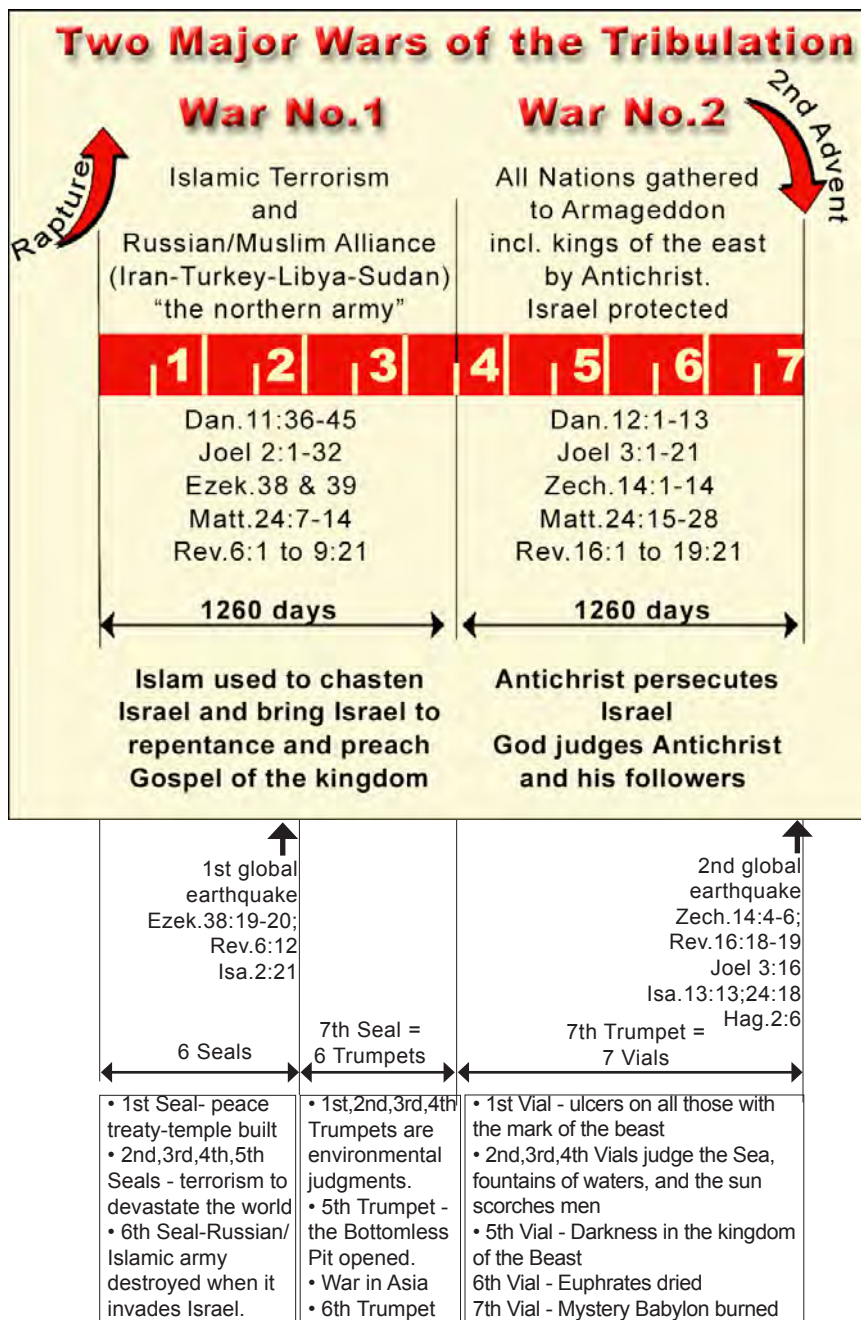 Two Major Wars of the Tribulation
Rapture
War No.1
Islamic Terrorism
and
Russian/Muslim Alliance
(Iran-Turkey-Libya-Sudan)
“the northern army”
War No.2
2nd Advent
All Nations gathered
to Armageddon
incl. kings of the east
by Antichrist.
Israel protected
1 2 3 4 5 6 7
Dan.11:36-45
Joel 2:1-32
Ezek.38 & 39
Matt.24:7-14
Rev.6:1 to 9:21
Dan.12:1-13
Joel 3:1-21
Zech.14:1-14
Matt.24:15-28
Rev.16:1 to 19:21
1260 days
1260 days
Islam used to chasten
Israel and bring Israel to
repentance and preach
Gospel of the kingdom
Antichrist persecutes
Israel
God judges Antichrist
and his followers
1st global
earthquake
Ezek.38:19-20;
Rev.6:12
Isa.2:21
2nd global
earthquake
Zech.14:4-6;
Rev.16:18-19
Joel 3:16
Isa.13:13;24:18
Hag.2:6
6 Seals
7th Seal =
6 Trumpets
7th Trumpet =
7 Vials
• 1st Seal- peace
treaty-temple built
• 2nd,3rd,4th,5th
Seals - terrorism to
devastate the world
• 6th Seal-Russian/
Islamic army
destroyed when it
invades Israel.
• 1st,2nd,3rd,4th
Trumpets are
environmental
judgments.
• 5th Trumpet -
the Bottomless
Pit opened.
• War in Asia
• 6th Trumpet
• 1st Vial - ulcers on all those with
the mark of the beast
• 2nd,3rd,4th Vials judge the Sea,
fountains of waters, and the sun
scorches men
• 5th Vial - Darkness in the kingdom
of the Beast
6th Vial - Euphrates dried
7th Vial - Mystery Babylon burned